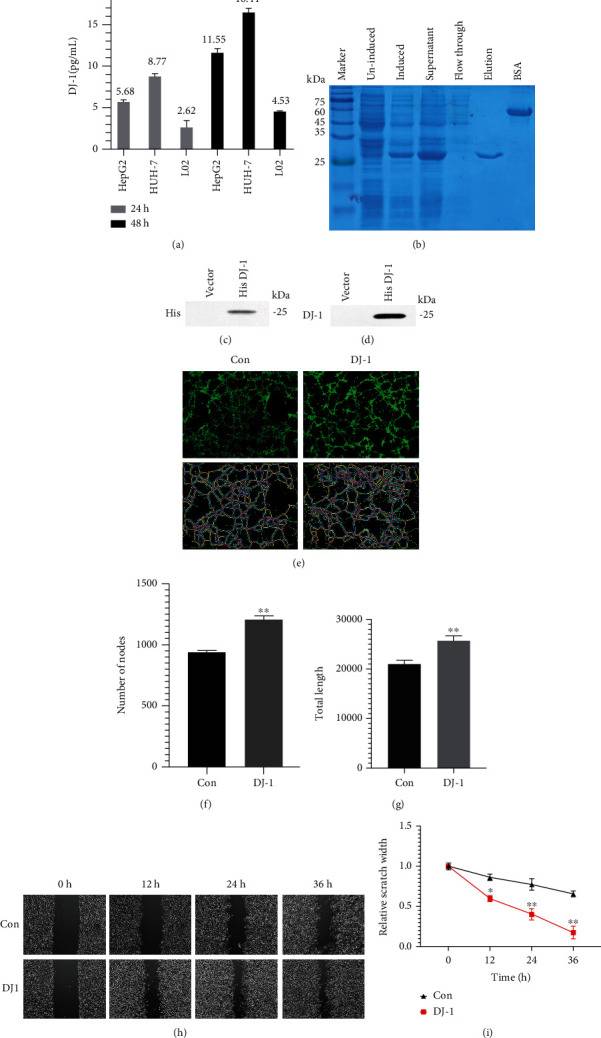 15
10
5
0
DJ-1(pg/mL)
5.68
8.77
2.62
11.55
4.53
HepG2
HUH-7
L02
HepG2
HUH-7
L02
24 h
48 h
(a)
Marker
Un-induced
Induced
Supernatant
Flow through
Elution
BSA
kDa
75
60
45
35
25
(b)
Vector
His DJ-1
kDa
His
-25
(c)
Vector
His DJ-1
kDa
DJ-1
-25
(d)
Con
DJ-1
(e)
1500
1000
500
0
Number of nodes
**
Con
DJ-1
(f)
30000
20000
10000
0
Total length
**
Con
DJ-1
(g)
0 h
12 h
24 h
36 h
Con
DJ1
(h)
1.5
1.0
0.5
0.0
Relative scratch width
*
**
**
0
12
24
36
Time (h)
Con
DJ-1
(i)